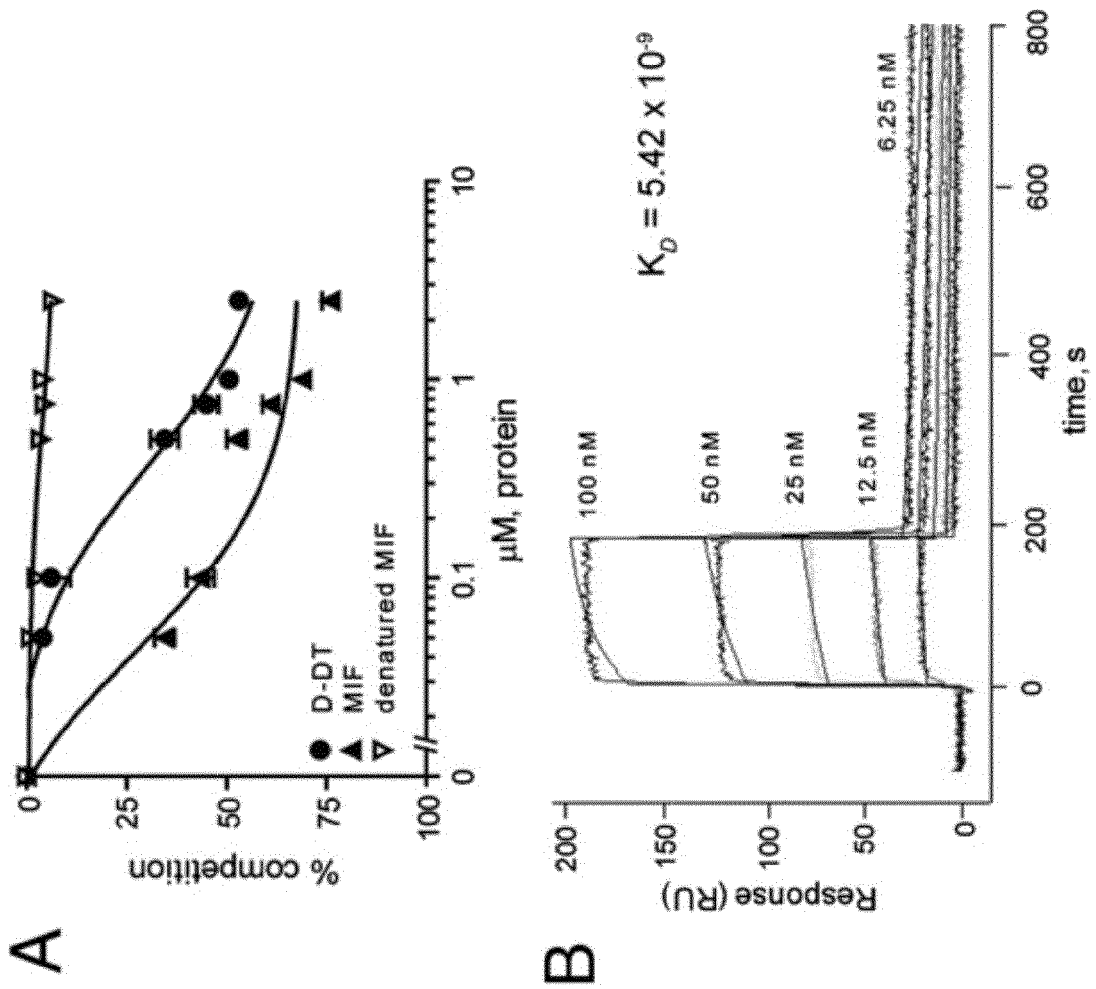 A
0
25
50
75
100
% competition
D-DT
MIF
denatured MIF
0
0.1
1
10
µM, protein
B
200
150
100
50
0
Response (RU)
100 nM
50 nM
25 nM
12.5 nM
6.25 nM
K_D = 5.42 x 10⁻⁹
0
200
400
600
800
time, s